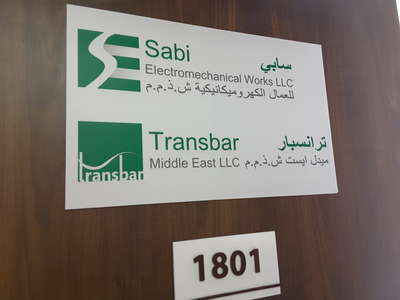 Sabi سابي
Electromechanical Works LLC
للعمال الكهروميكانيكية ش.ذ.م.م
Transbar ترانسبار
Middle East LLC ميدل ايست ش.ذ.م.م
transbar
1801